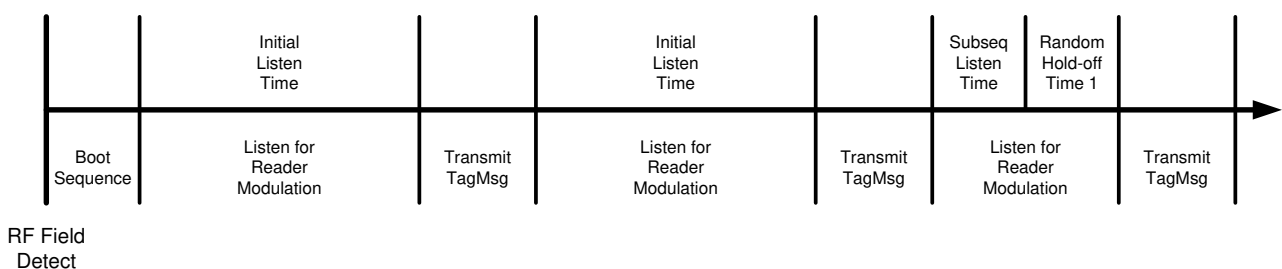 Initial
Listen
Time
Initial
Listen
Time
Subseq
Listen
Time
Random
Hold-off
Time 1
Boot
Sequence
Listen for
Reader
Modulation
Transmit
TagMsg
Listen for
Reader
Modulation
Transmit
TagMsg
Listen for
Reader
Modulation
Transmit
TagMsg
RF Field
Detect